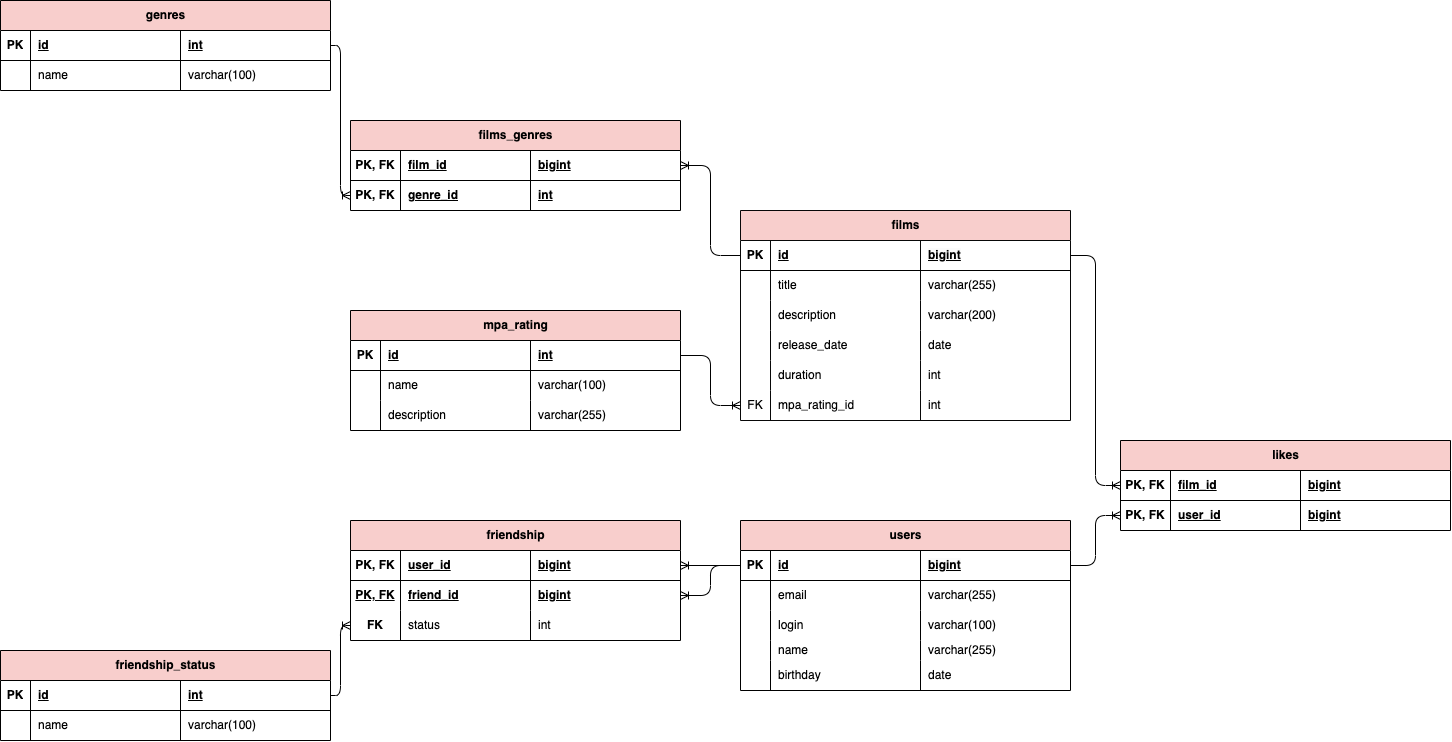 genres
PK id int
name varchar(100)
films_genres
PK, FK film_id bigint
PK, FK genre_id int
films
PK id bigint
title varchar(255)
description varchar(200)
release_date date
duration int
FK mpa_rating_id int
mpa_rating
PK id int
name varchar(100)
description varchar(255)
likes
PK, FK film_id bigint
PK, FK user_id bigint
friendship
PK, FK user_id bigint
PK, FK friend_id bigint
FK status int
users
PK id bigint
email varchar(255)
login varchar(100)
name varchar(255)
birthday date
friendship_status
PK id int
name varchar(100)